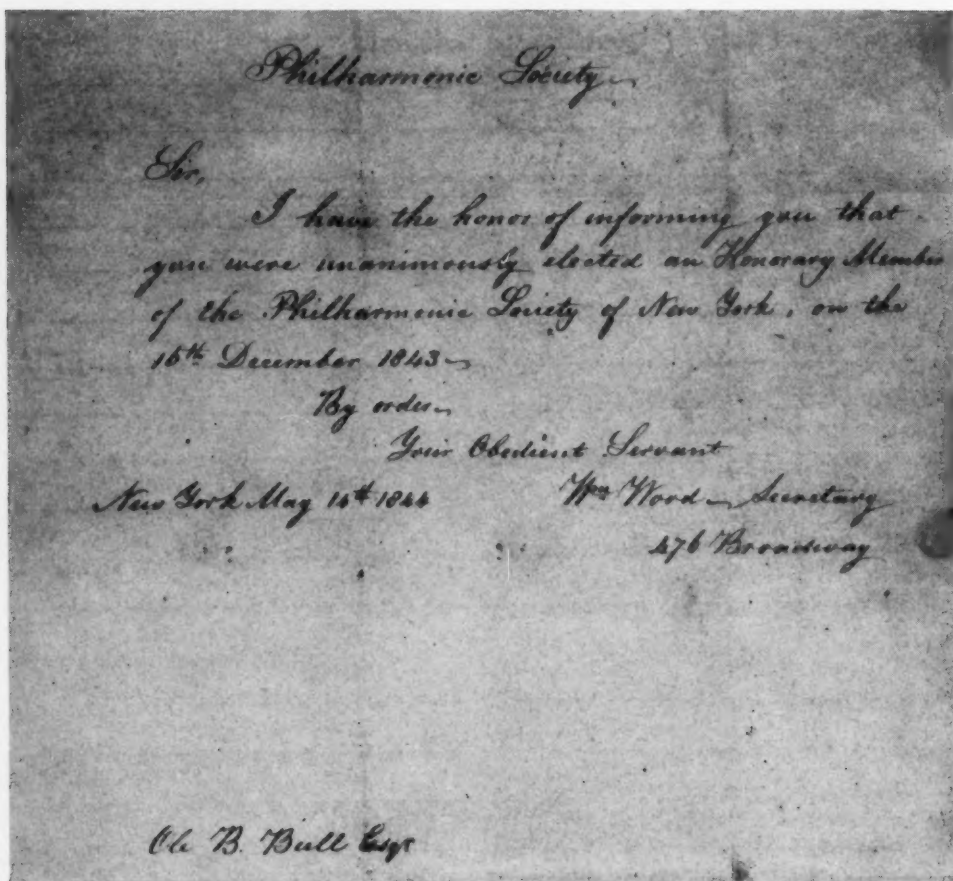 Philharmonic Society
Sir,
I have the honor of informing you that
you were unanimously elected an Honorary Member
of the Philharmonic Society of New York, on the
16th December 1843
By order
Your Obedient Servant
New York May 14th 1844 Wm Wood Secretary
476 Broadway
Ole B. Bull Esqr